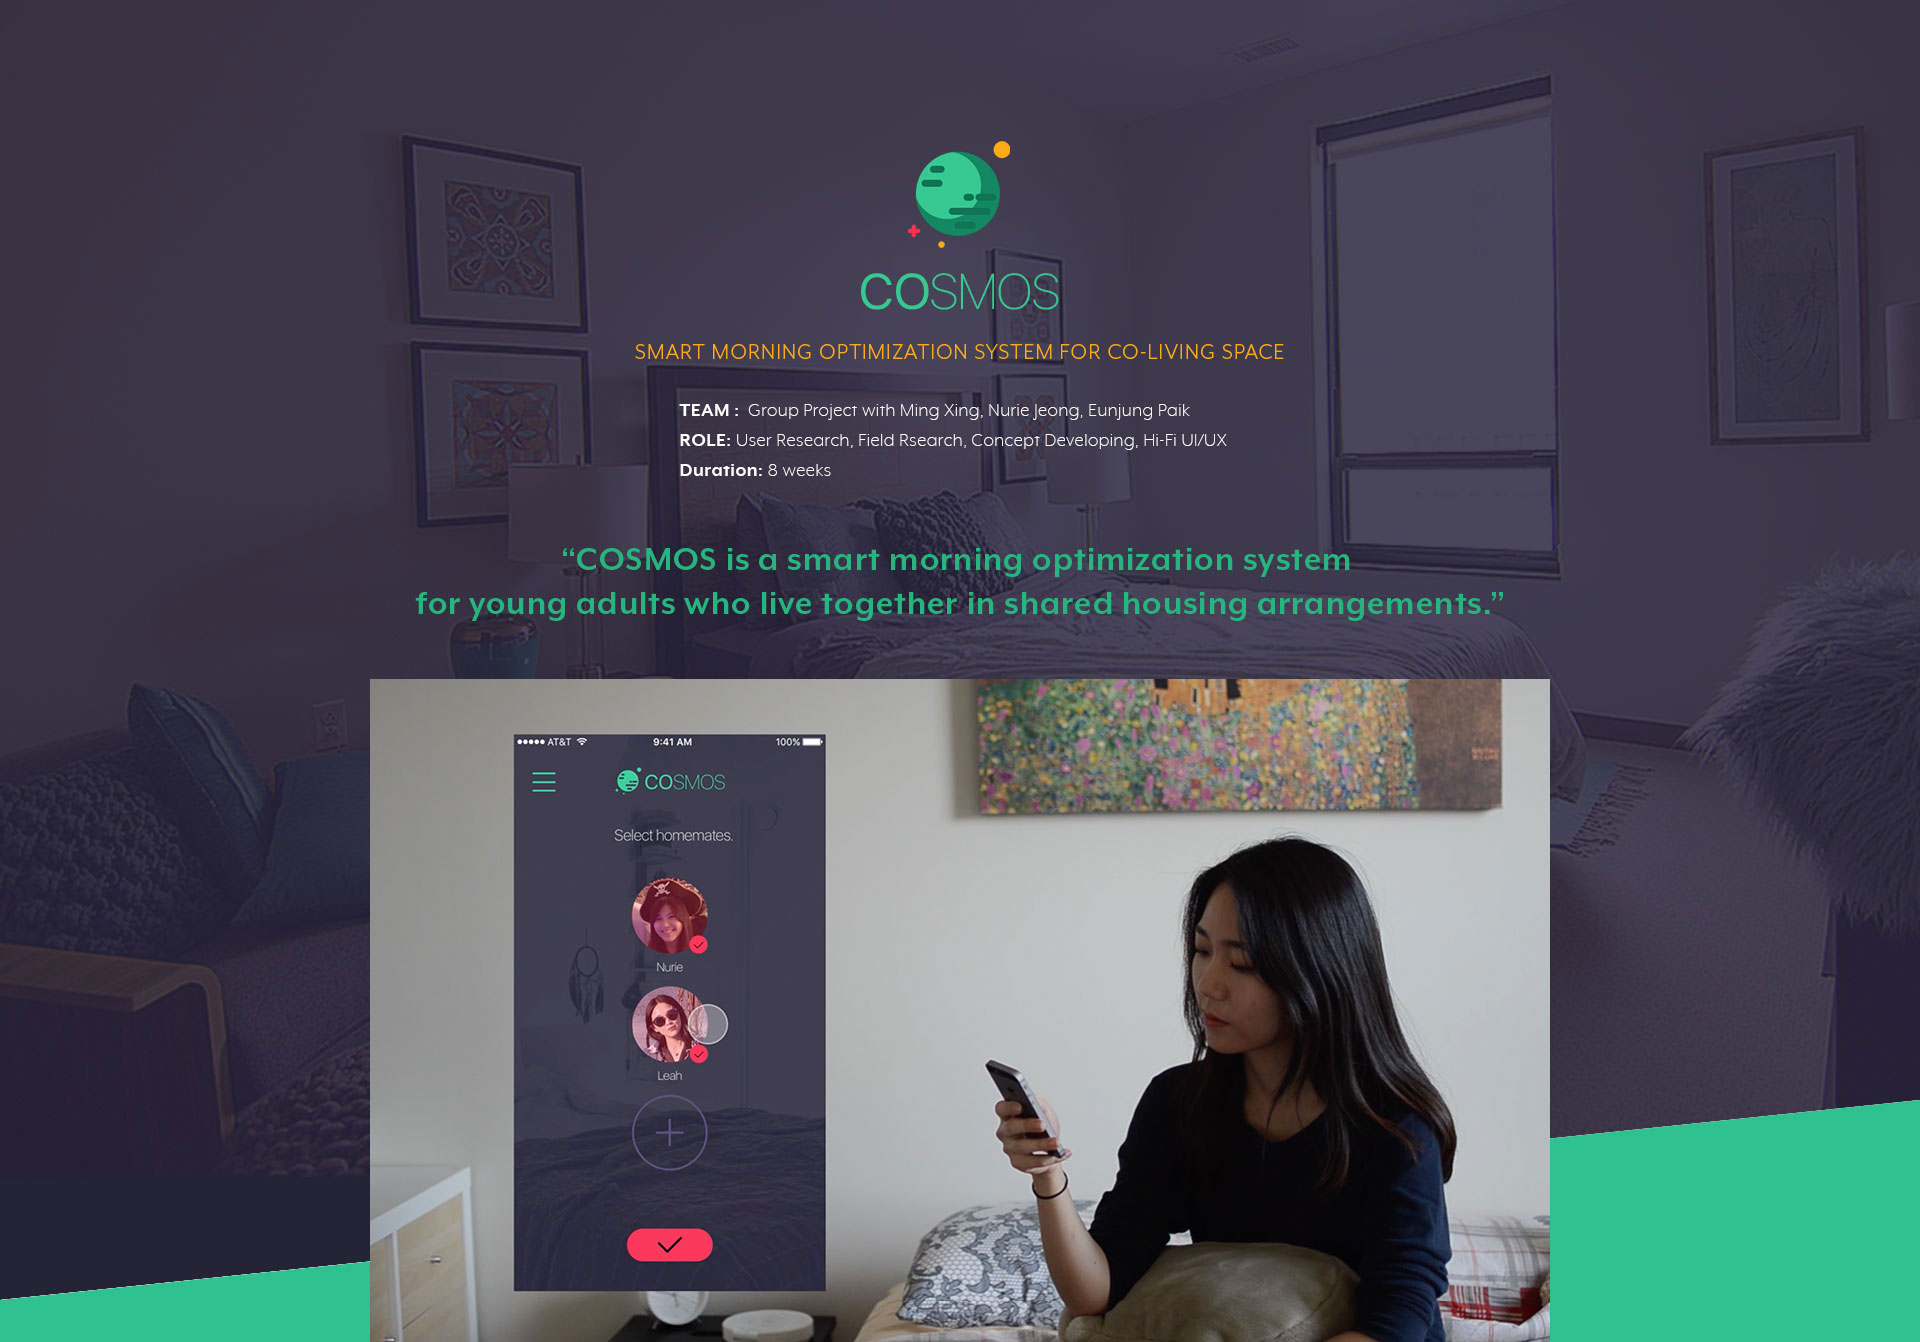 COSMOS
SMART MORNING OPTIMIZATION SYSTEM FOR CO-LIVING SPACE
TEAM : Group Project with Ming Xing, Nurie Jeong, Eunjung Paik
ROLE: User Research, Field Rsearch, Concept Developing, Hi-Fi UI/UX
Duration: 8 weeks
“COSMOS is a smart morning optimization system
for young adults who live together in shared housing arrangements.”
AT&T 9:41 AM 100%
COSMOS
Select homemates.
Nurie
Leah